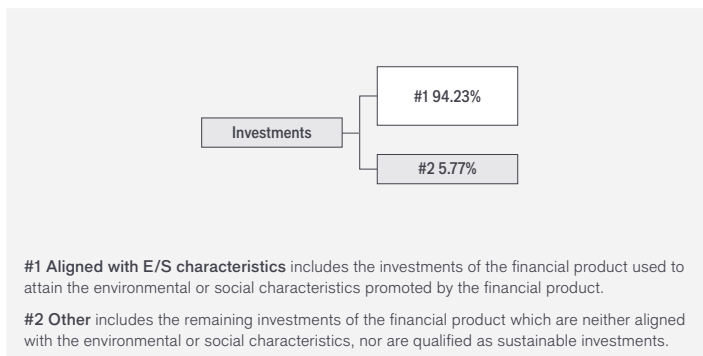 #1 94.23%
Investments
#2 5.77%
#1 Aligned with E/S characteristics includes the investments of the financial product used to
attain the environmental or social characteristics promoted by the financial product.
#2 Other includes the remaining investments of the financial product which are neither aligned
with the environmental or social characteristics, nor are qualified as sustainable investments.